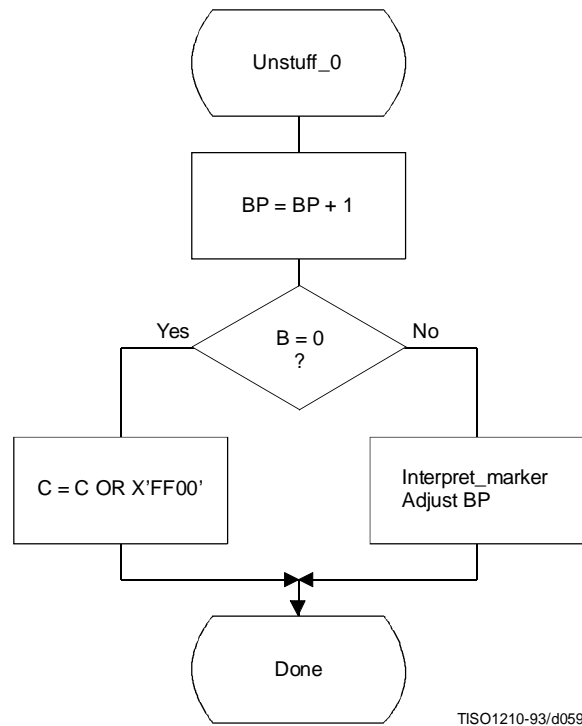 Unstuff_0
BP = BP + 1
Yes
B = 0
?
No
C = C OR X’FF00’
Interpret_marker
Adjust BP
Done
TISO1210-93/d059